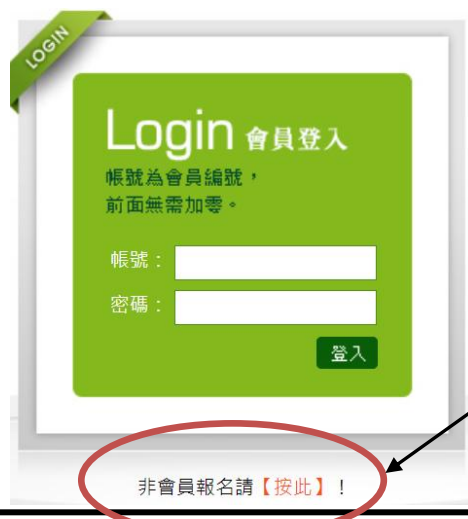 LOGIN
Login 會員登入
帳號為會員編號，
前面無需加零。
帳號：
密碼：
登入
非會員報名請【按此】！